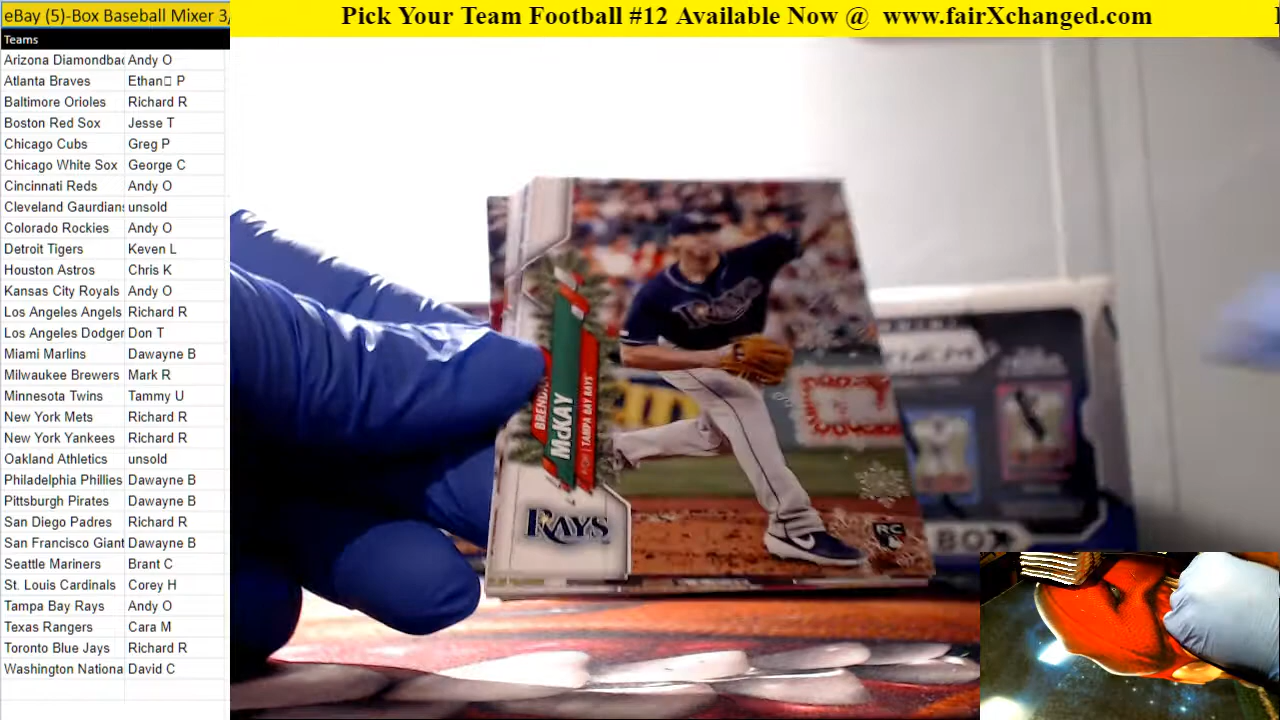 eBay (5)-Box Baseball Mixer 3/
Pick Your Team Football #12 Available Now @ www.fairXchanged.com
Teams
Arizona Diamondba Andy O
Atlanta Braves Ethan□ P
Baltimore Orioles Richard R
Boston Red Sox Jesse T
Chicago Cubs Greg P
Chicago White Sox George C
Cincinnati Reds Andy O
Cleveland Gaurdians unsold
Colorado Rockies Andy O
Detroit Tigers Keven L
Houston Astros Chris K
Kansas City Royals Andy O
Los Angeles Angels Richard R
Los Angeles Dodger Don T
Miami Marlins Dawayne B
Milwaukee Brewers Mark R
Minnesota Twins Tammy U
New York Mets Richard R
New York Yankees Richard R
Oakland Athletics unsold
Philadelphia Phillies Dawayne B
Pittsburgh Pirates Dawayne B
San Diego Padres Richard R
San Francisco Giant Dawayne B
Seattle Mariners Brant C
St. Louis Cardinals Corey H
Tampa Bay Rays Andy O
Texas Rangers Cara M
Toronto Blue Jays Richard R
Washington Nationa David C
BRENDAN
McKAY
TAMPA BAY RAYS
RAYS
Rays
RC
BOX